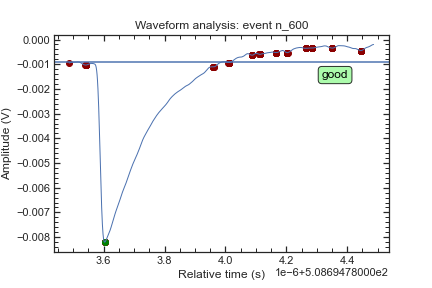 Waveform analysis: event n_600
0.000
−0.001
−0.002
−0.003
−0.004
−0.005
−0.006
−0.007
−0.008
Amplitude (V)
good
3.6
3.8
4.0
4.2
4.4
Relative time (s)
1e−6+5.0869478000e2